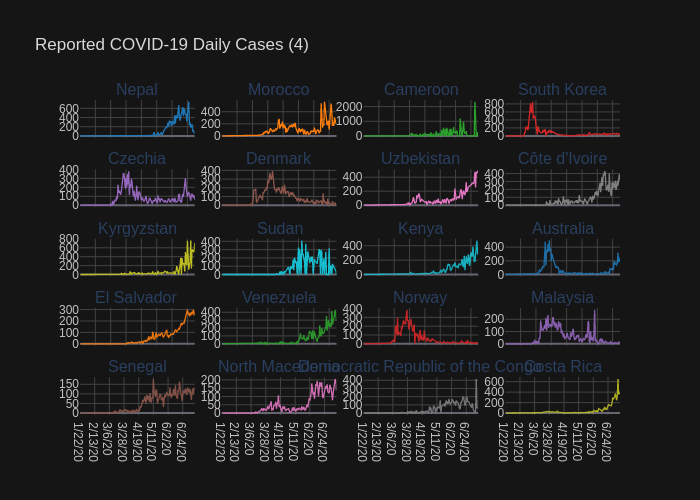 Reported COVID-19 Daily Cases (4)
Nepal Morocco Cameroon South Korea
600 400 2000 800
400 200 1000 600
200 0 0 400
0 200
0
Czechia Denmark Uzbekistan Côte d'Ivoire
400 400 400 400
300 300 200 300
200 200 0 200
100 100 100
0 0 0
Kyrgyzstan Sudan Kenya Australia
800 400 400 400
600 300 200 200
400 200 0 0
200 100
0 0
El Salvador Venezuela Norway Malaysia
300 400 400 200
200 300 300 100
100 200 200 0
0 100 100
0 0
Senegal North Macedonia Democratic Republic of the Congo Costa Rica
150 200 400 600
100 150 300 400
50 100 200 200
0 50 100 0
0 0
1/22/20 2/13/20 3/6/20 3/28/20 4/19/20 5/11/20 6/2/20 6/24/20
1/22/20 2/13/20 3/6/20 3/28/20 4/19/20 5/11/20 6/2/20 6/24/20
1/22/20 2/13/20 3/6/20 3/28/20 4/19/20 5/11/20 6/2/20 6/24/20
1/22/20 2/13/20 3/6/20 3/28/20 4/19/20 5/11/20 6/2/20 6/24/20